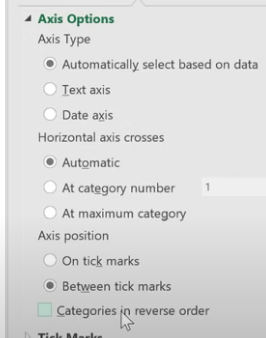 Axis Options
Axis Type
Automatically select based on data
Text axis
Date axis
Horizontal axis crosses
Automatic
At category number 1
At maximum category
Axis position
On tick marks
Between tick marks
Categories in reverse order
Tick Marks